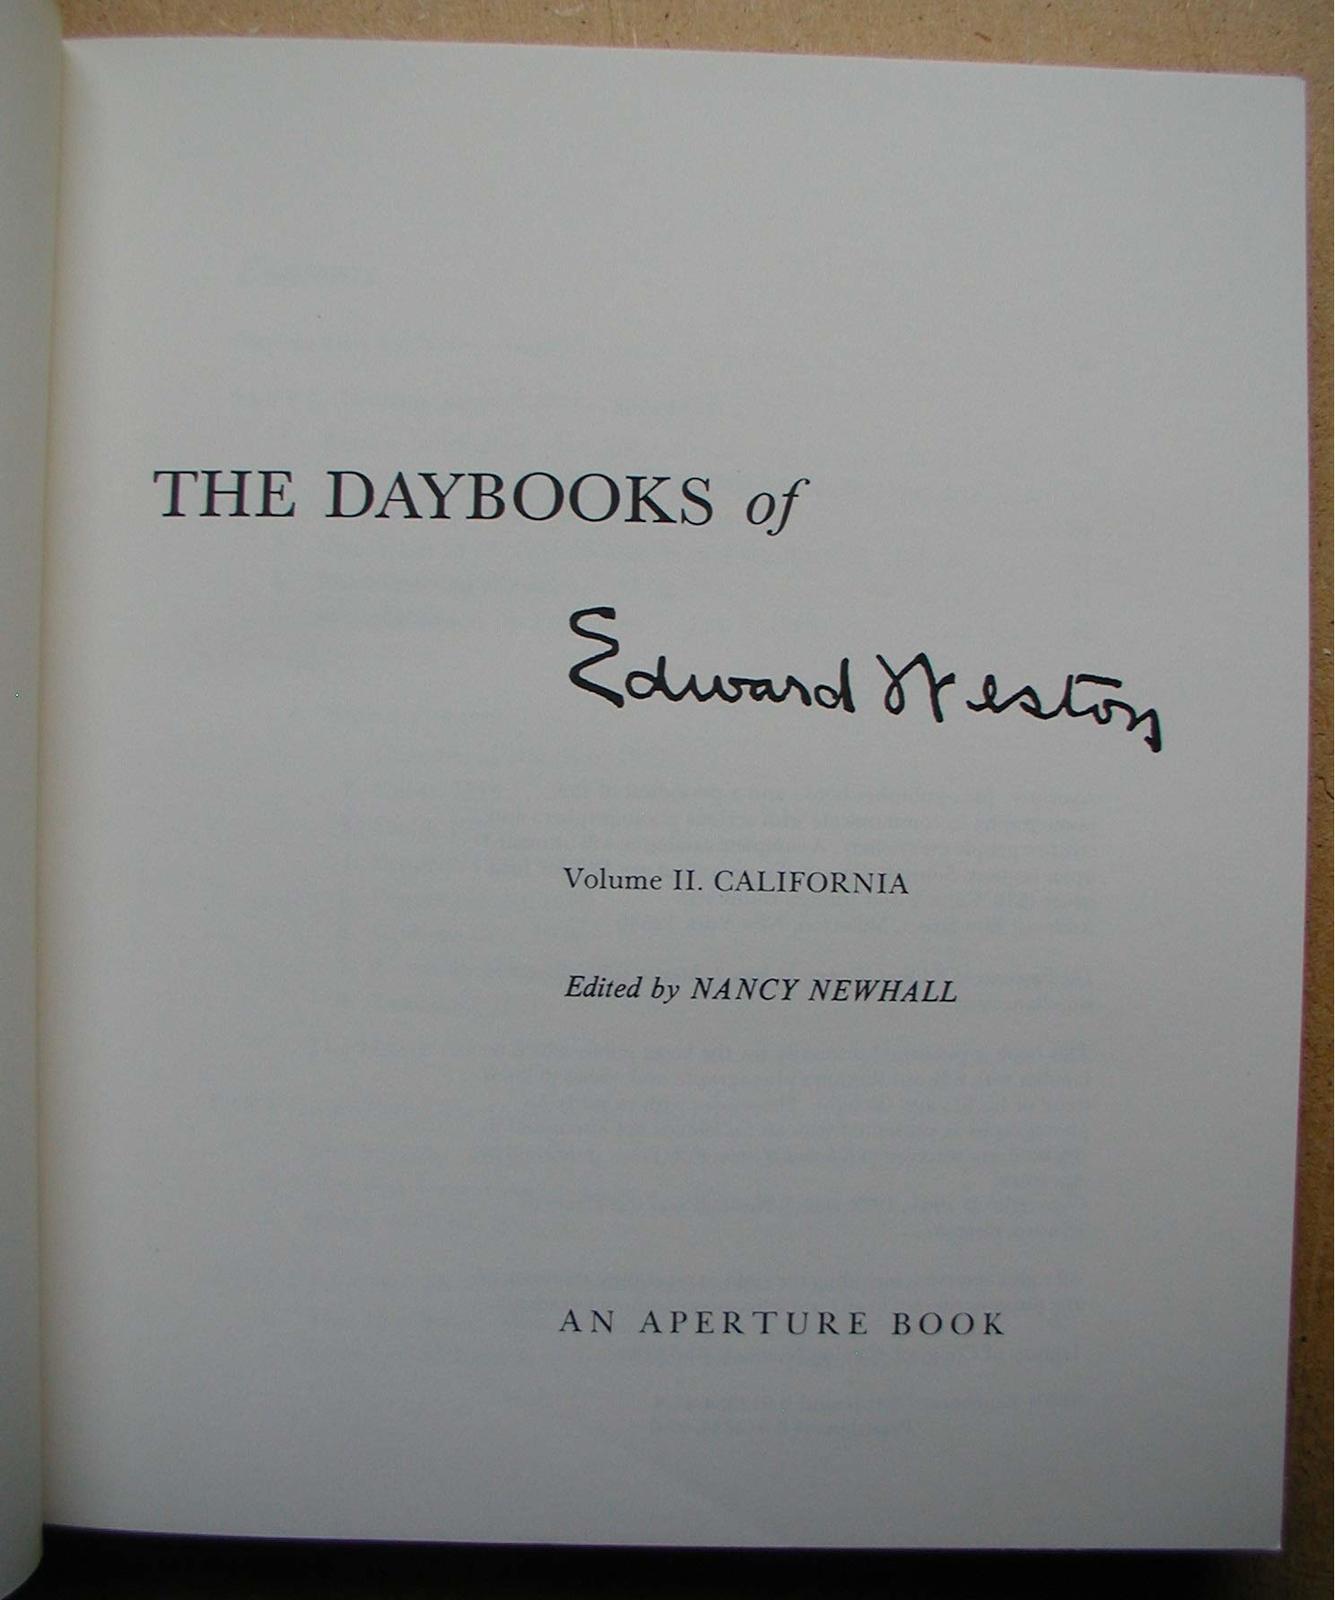 THE DAYBOOKS of
Edward Weston
Volume II. CALIFORNIA
Edited by NANCY NEWHALL
AN APERTURE BOOK